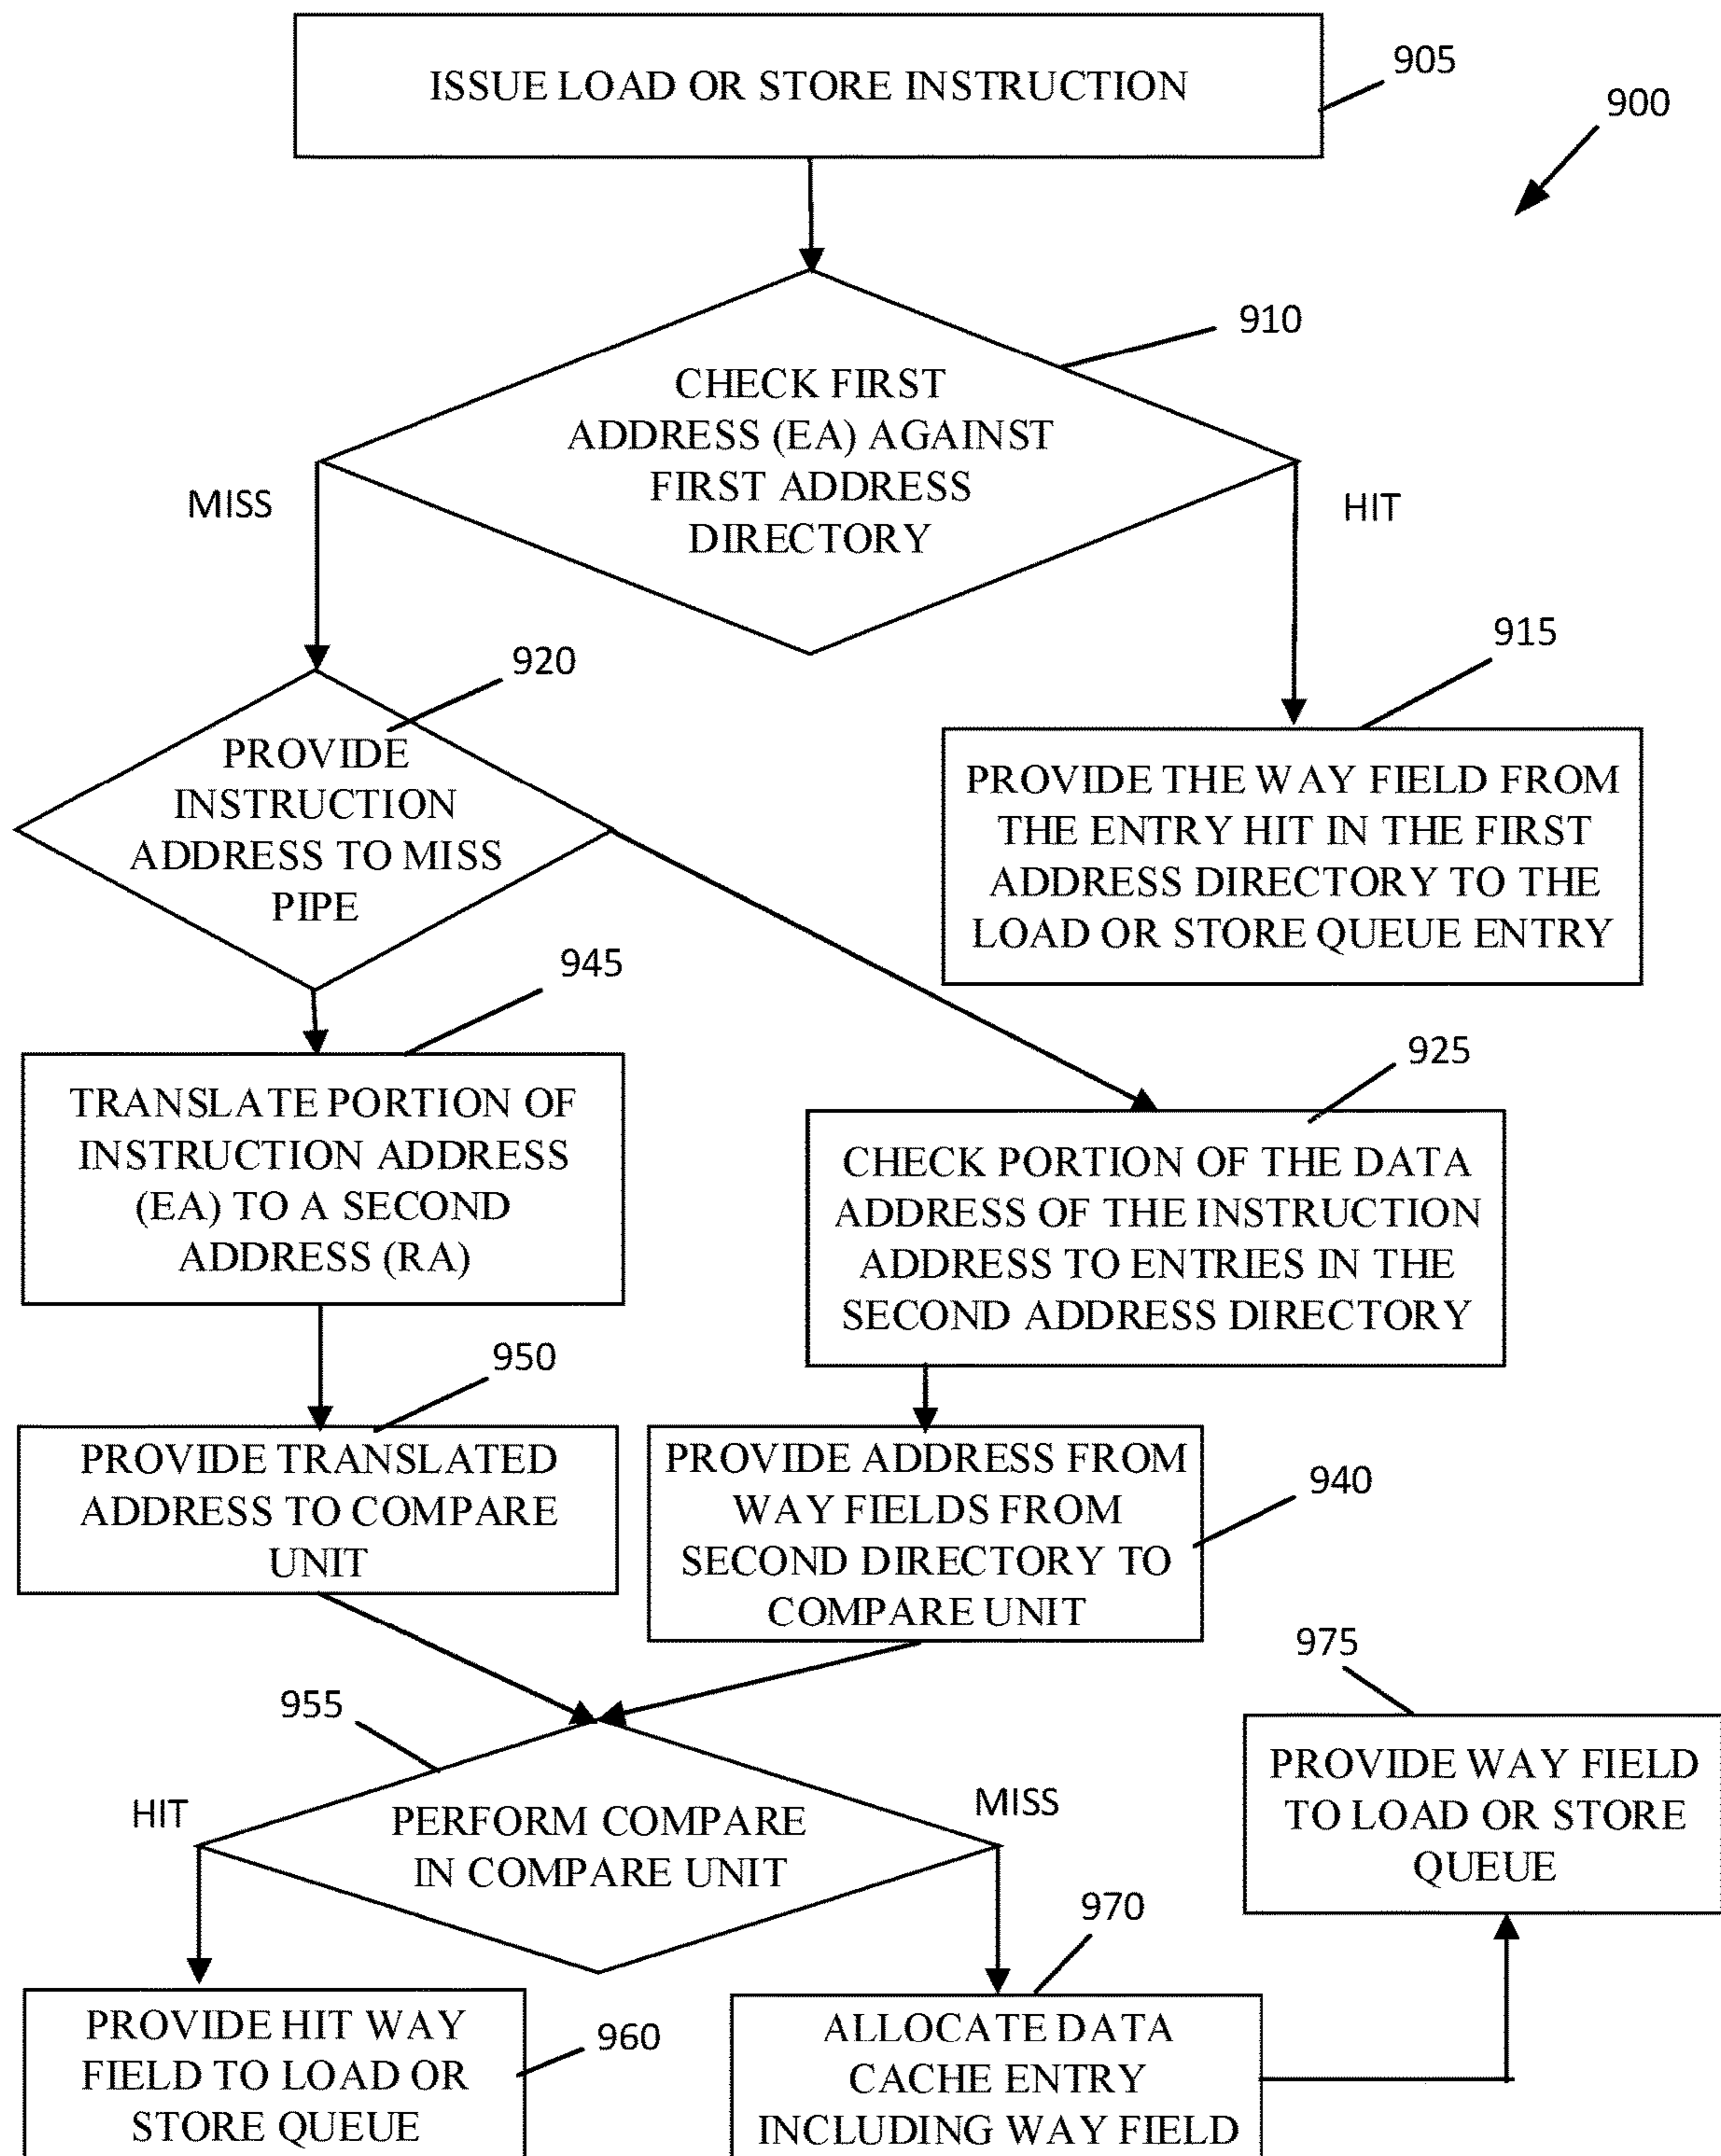 ISSUE LOAD OR STORE INSTRUCTION
905
900
910
CHECK FIRST
ADDRESS (EA) AGAINST
FIRST ADDRESS
DIRECTORY
MISS
HIT
920
915
PROVIDE
INSTRUCTION
ADDRESS TO MISS
PIPE
PROVIDE THE WAY FIELD FROM
THE ENTRY HIT IN THE FIRST
ADDRESS DIRECTORY TO THE
LOAD OR STORE QUEUE ENTRY
945
TRANSLATE PORTION OF
INSTRUCTION ADDRESS
(EA) TO A SECOND
ADDRESS (RA)
925
CHECK PORTION OF THE DATA
ADDRESS OF THE INSTRUCTION
ADDRESS TO ENTRIES IN THE
SECOND ADDRESS DIRECTORY
950
PROVIDE TRANSLATED
ADDRESS TO COMPARE
UNIT
PROVIDE ADDRESS FROM
WAY FIELDS FROM
SECOND DIRECTORY TO
COMPARE UNIT
940
955
HIT
PERFORM COMPARE
IN COMPARE UNIT
MISS
975
PROVIDE WAY FIELD
TO LOAD OR STORE
QUEUE
PROVIDE HIT WAY
FIELD TO LOAD OR
STORE QUEUE
960
970
ALLOCATE DATA
CACHE ENTRY
INCLUDING WAY FIELD